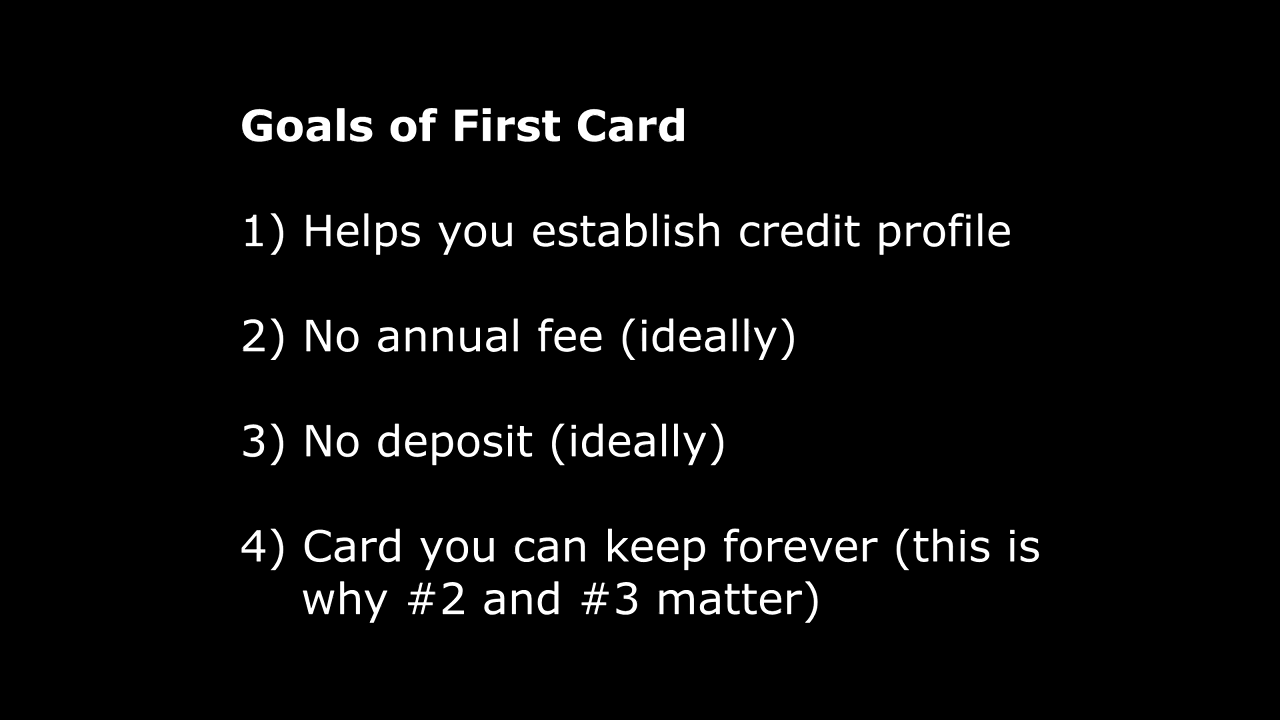 Goals of First Card
1) Helps you establish credit profile
2) No annual fee (ideally)
3) No deposit (ideally)
4) Card you can keep forever (this is
why #2 and #3 matter)